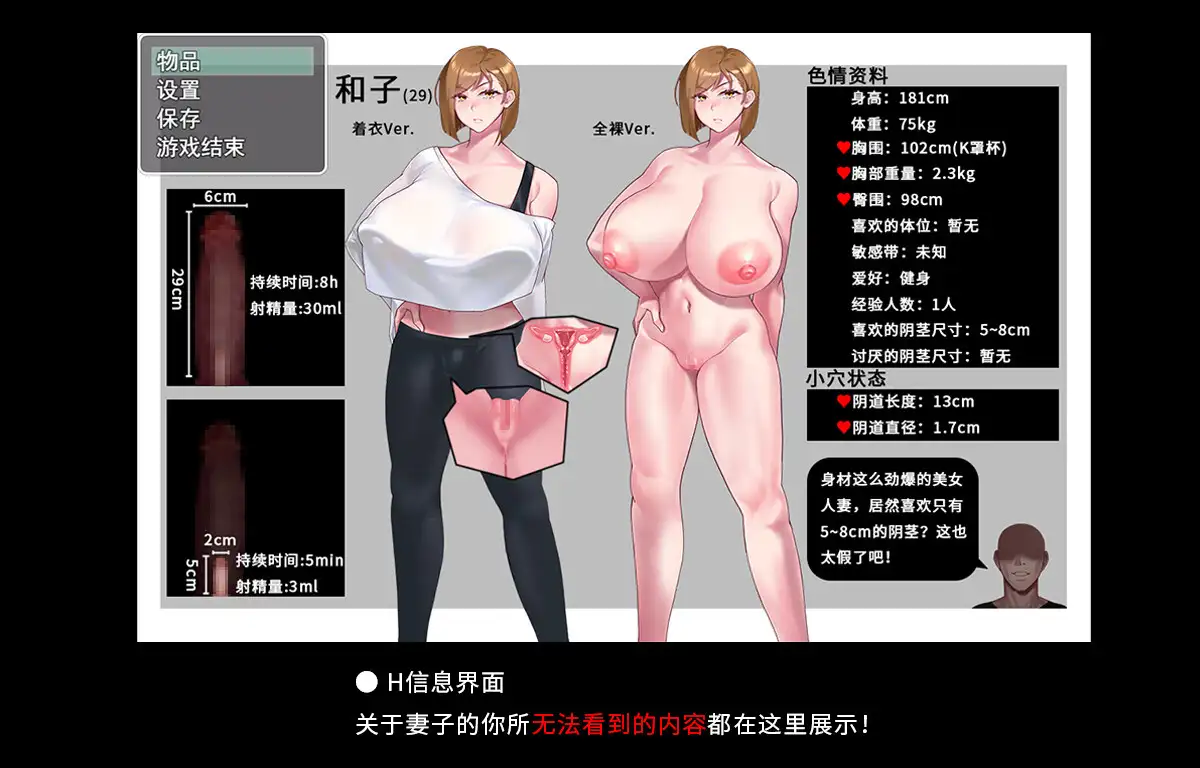 物品
设置
保存
游戏结束
和子(29)
着衣Ver.
全裸Ver.
6cm
29cm
持续时间:8h
射精量:30ml
2cm
5cm
持续时间:5min
射精量:3ml
色情资料
身高：181cm
体重：75kg
♥胸围：102cm(K罩杯)
♥胸部重量：2.3kg
♥臀围：98cm
喜欢的体位：暂无
敏感带：未知
爱好：健身
经验人数：1人
喜欢的阴茎尺寸：5~8cm
讨厌的阴茎尺寸：暂无
小穴状态
♥阴道长度：13cm
♥阴道直径：1.7cm
身材这么劲爆的美女
人妻，居然喜欢只有
5~8cm的阴茎？这也
太假了吧！
● H信息界面
关于妻子的你所无法看到的内容都在这里展示！